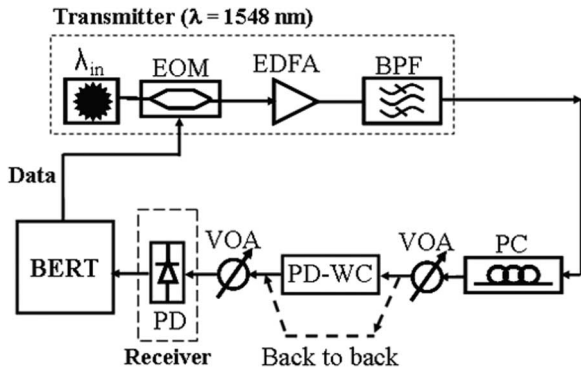 Transmitter (λ = 1548 nm)
λin
EOM
EDFA
BPF
Data
BERT
VOA
PD-WC
VOA
PC
PD
Receiver
Back to back